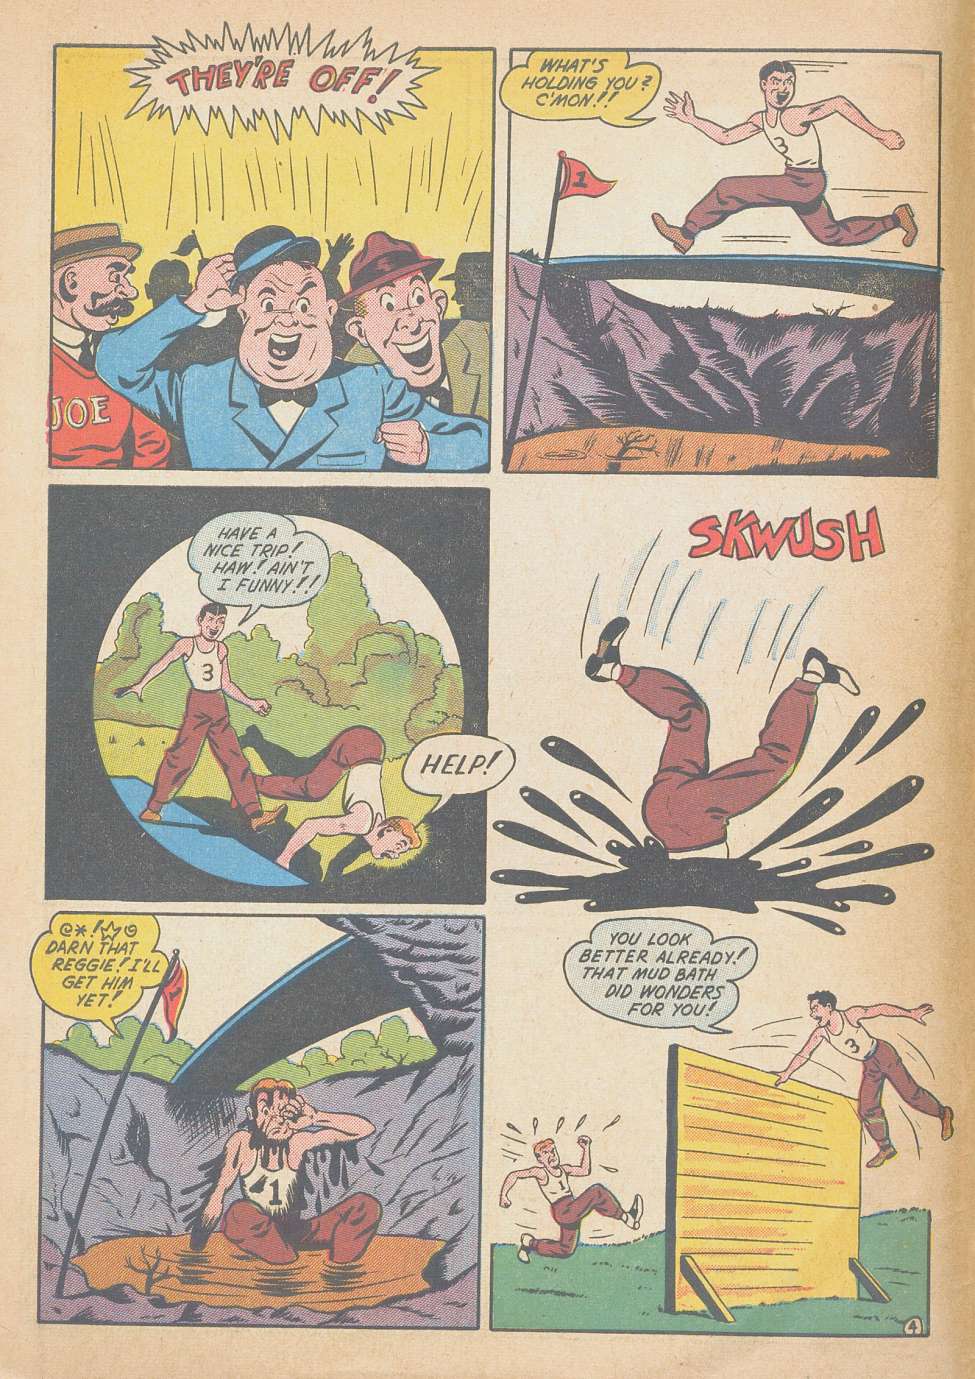 THEY'RE OFF!
JOE
WHAT'S
HOLDING YOU?
C'MON!!
3
1
HAVE A
NICE TRIP!
HAW! AIN'T
I FUNNY!!
3
HELP!
SKWUSH
@*!@
DARN THAT
REGGIE! I'LL
GET HIM
YET!
1
1
YOU LOOK
BETTER ALREADY!
THAT MUD BATH
DID WONDERS
FOR YOU!
3
1
4